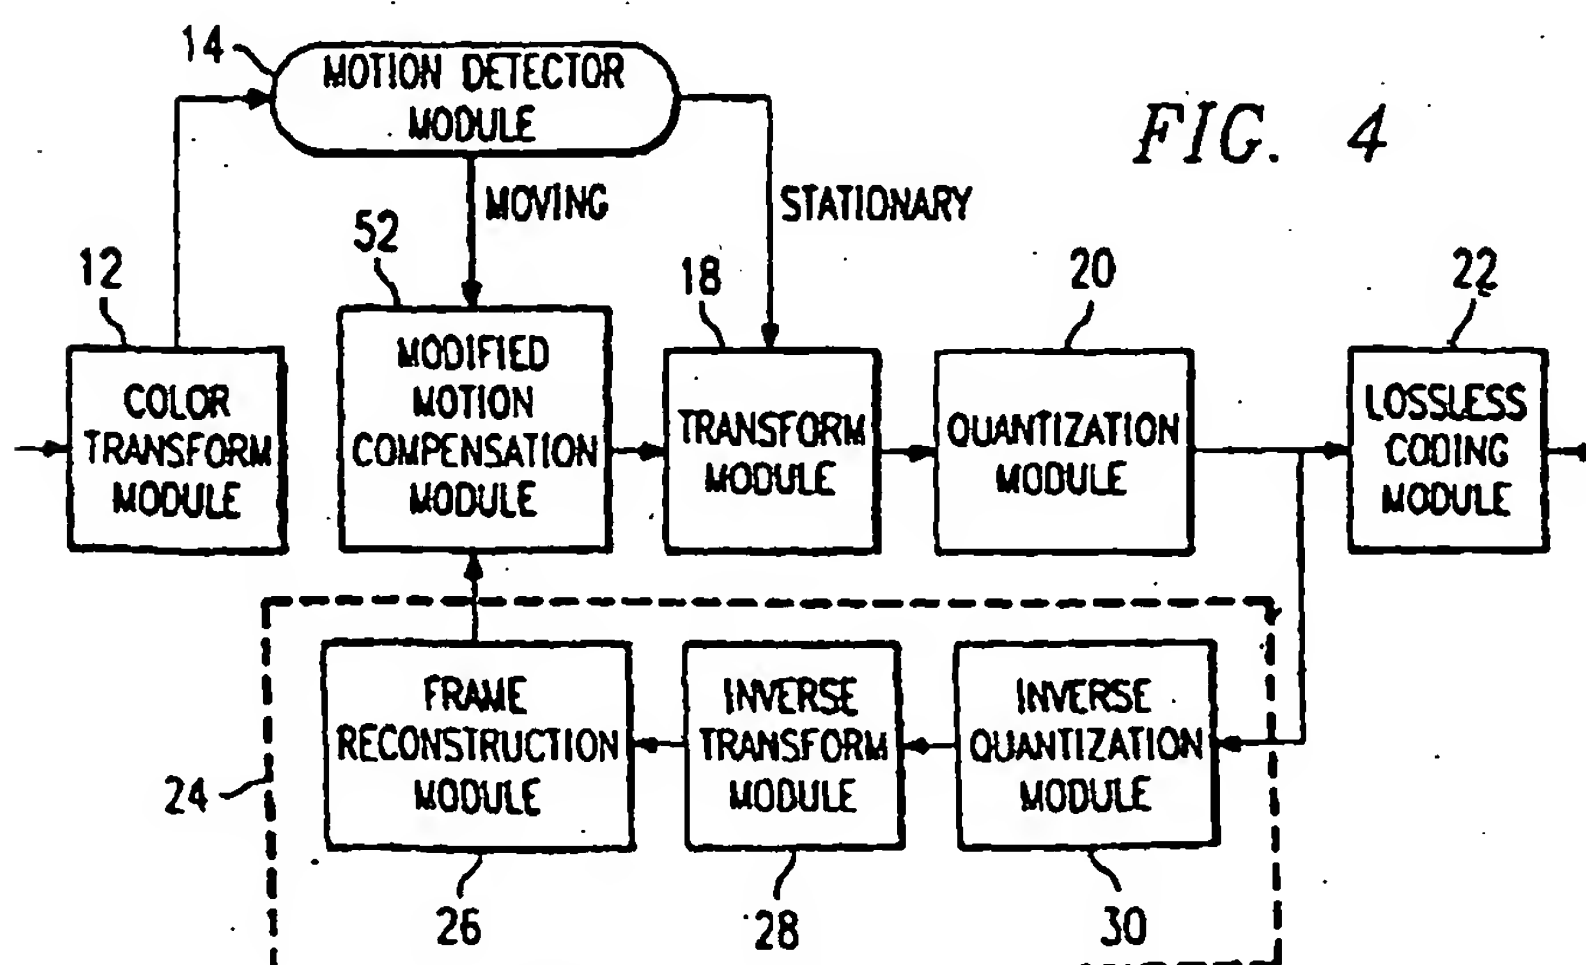 14
MOTION DETECTOR
MODULE
FIG. 4
MOVING
STATIONARY
52
12
18
20
22
COLOR
TRANSFORM
MODULE
MODIFIED
MOTION
COMPENSATION
MODULE
TRANSFORM
MODULE
QUANTIZATION
MODULE
LOSSLESS
CODING
MODULE
FRAME
RECONSTRUCTION
MODULE
INVERSE
TRANSFORM
MODULE
INVERSE
QUANTIZATION
MODULE
24
26
28
30